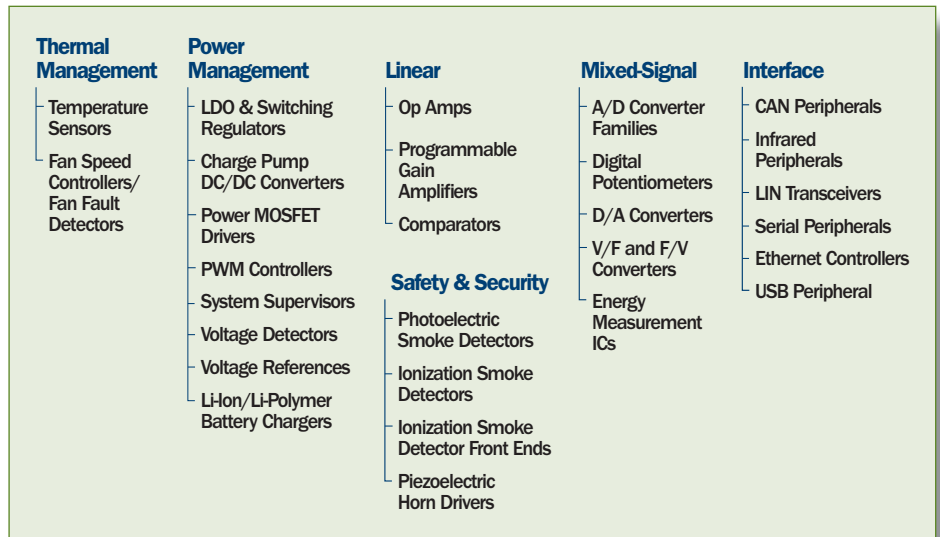 Thermal
Management
Temperature
Sensors
Fan Speed
Controllers/
Fan Fault
Detectors
Power
Management
LDO & Switching
Regulators
Charge Pump
DC/DC Converters
Power MOSFET
Drivers
PWM Controllers
System Supervisors
Voltage Detectors
Voltage References
Li-Ion/Li-Polymer
Battery Chargers
Linear
Op Amps
Programmable
Gain
Amplifiers
Comparators
Safety & Security
Photoelectric
Smoke Detectors
Ionization Smoke
Detectors
Ionization Smoke
Detector Front Ends
Piezoelectric
Horn Drivers
Mixed-Signal
A/D Converter
Families
Digital
Potentiometers
D/A Converters
V/F and F/V
Converters
Energy
Measurement
ICs
Interface
CAN Peripherals
Infrared
Peripherals
LIN Transceivers
Serial Peripherals
Ethernet Controllers
USB Peripheral